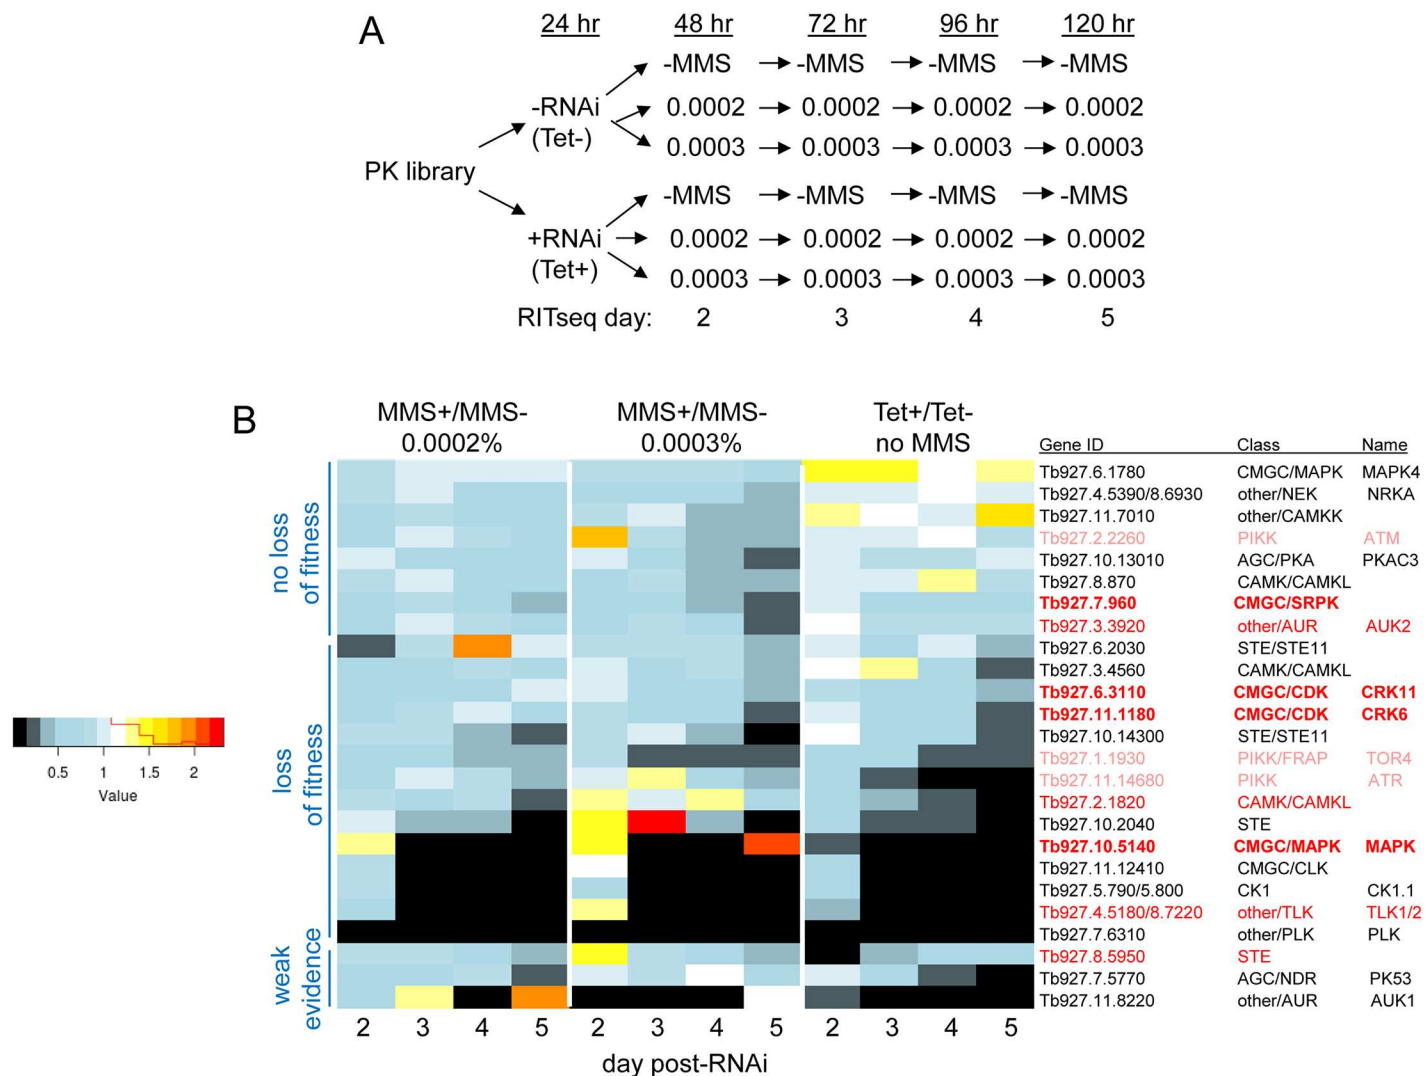 A
24 hr 48 hr 72 hr 96 hr 120 hr
-MMS -MMS -MMS -MMS
-RNAi 0.0002 0.0002 0.0002 0.0002
(Tet-)
0.0003 0.0003 0.0003 0.0003
PK library
-MMS -MMS -MMS -MMS
+RNAi 0.0002 0.0002 0.0002 0.0002
(Tet+)
0.0003 0.0003 0.0003 0.0003
RITseq day: 2 3 4 5
B
MMS+/MMS- MMS+/MMS- Tet+/Tet-
0.0002% 0.0003% no MMS
Gene ID Class Name
Tb927.6.1780 CMGC/MAPK MAPK4
Tb927.4.5390/8.6930 other/NEK NRKA
Tb927.11.7010 other/CAMKK
Tb927.2.2260 PIKK ATM
Tb927.10.13010 AGC/PKA PKAC3
Tb927.8.870 CAMK/CAMKL
Tb927.7.960 CMGC/SRPK
Tb927.3.3920 other/AUR AUK2
Tb927.6.2030 STE/STE11
Tb927.3.4560 CAMK/CAMKL
Tb927.6.3110 CMGC/CDK CRK11
Tb927.11.1180 CMGC/CDK CRK6
Tb927.10.14300 STE/STE11
Tb927.1.1930 PIKK/FRAP TOR4
Tb927.11.14680 PIKK ATR
Tb927.2.1820 CAMK/CAMKL
Tb927.10.2040 STE
Tb927.10.5140 CMGC/MAPK MAPK
Tb927.11.12410 CMGC/CLK
Tb927.5.790/5.800 CK1 CK1.1
Tb927.4.5180/8.7220 other/TLK TLK1/2
Tb927.7.6310 other/PLK PLK
Tb927.8.5950 STE
Tb927.7.5770 AGC/NDR PK53
Tb927.11.8220 other/AUR AUK1
no loss
of fitness
loss
of fitness
weak
evidence
0.5 1 1.5 2
Value
2 3 4 5 2 3 4 5 2 3 4 5
day post-RNAi